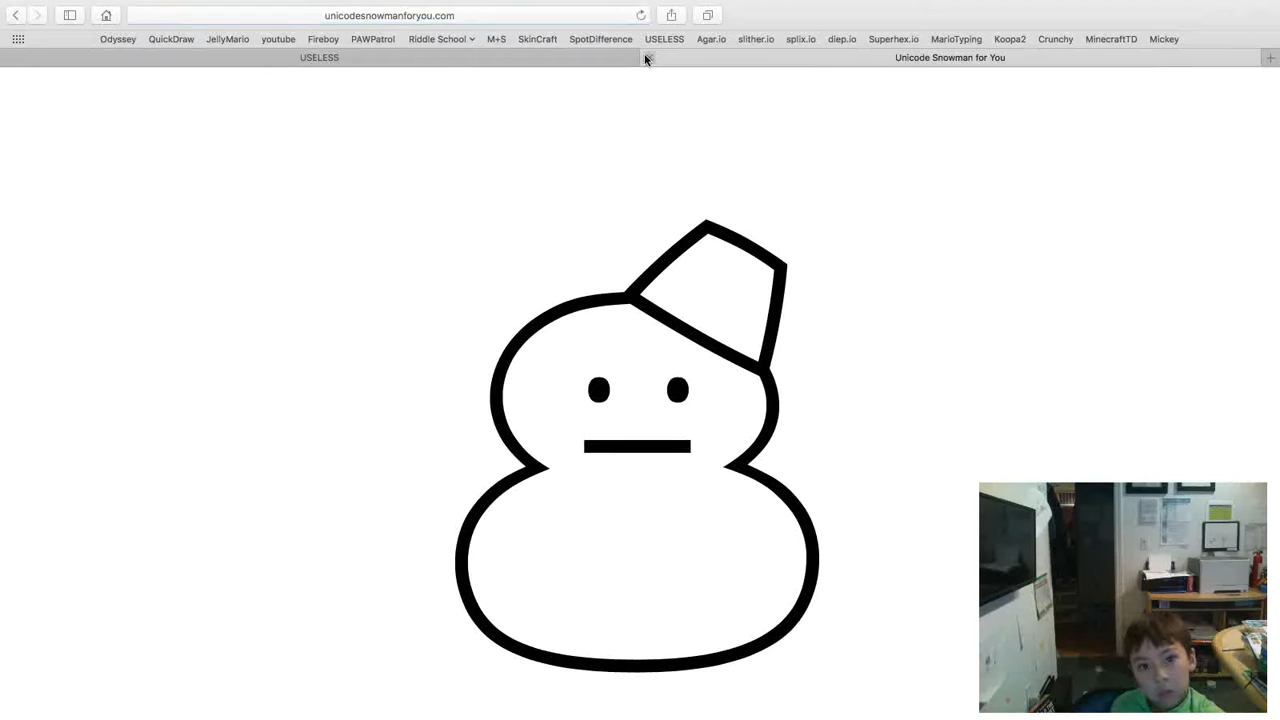 unicodesnowmanforyou.com
Odyssey QuickDraw JellyMario youtube Fireboy PAWPatrol Riddle School M+S SkinCraft SpotDifference USELESS Agar.io slither.io splix.io diep.io Superhex.io MarioTyping Koopa2 Crunchy MinecraftTD Mickey
USELESS Unicode Snowman for You